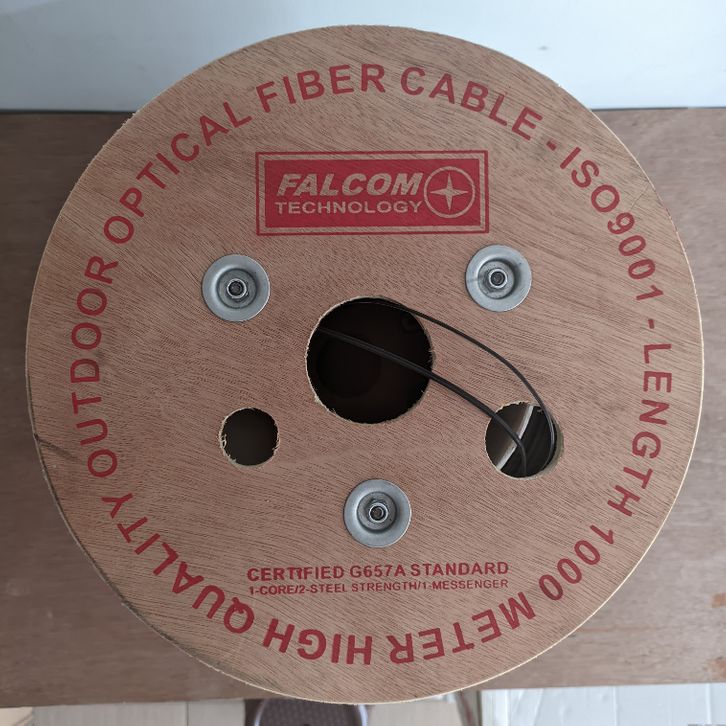 HIGH QUALITY OUTDOOR OPTICAL FIBER CABLE - ISO9001 - LENGTH 1000 METER
FALCOM
TECHNOLOGY
CERTIFIED G657A STANDARD
1-CORE/2-STEEL STRENGTH/1-MESSENGER